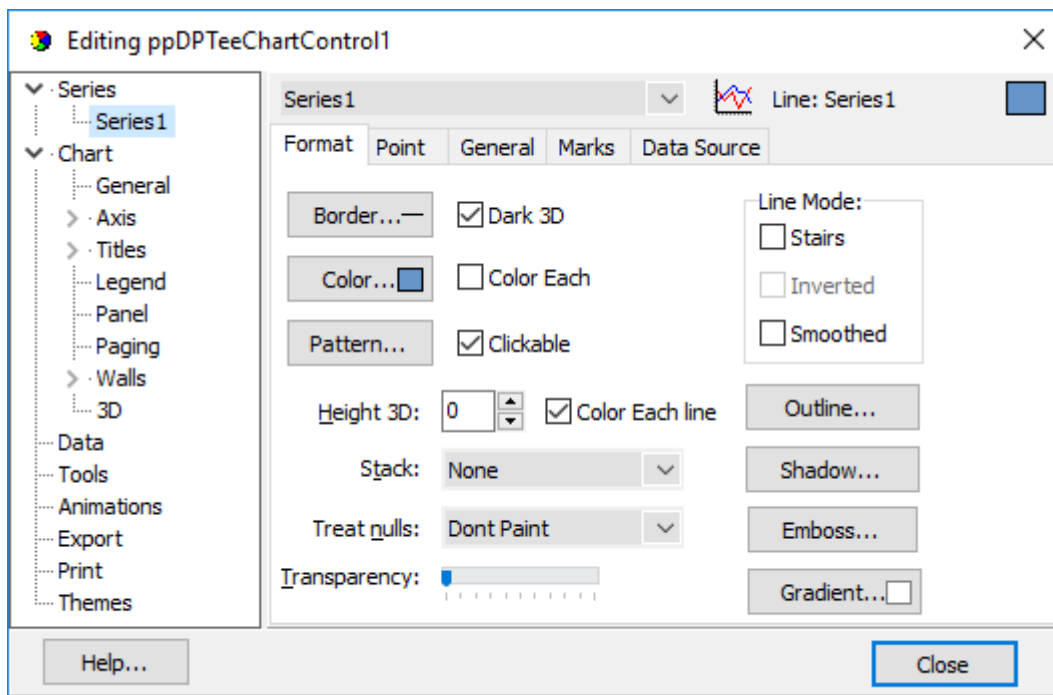 Editing ppDPTeeChartControl1
Series
Series1
Chart
General
Axis
Titles
Legend
Panel
Paging
Walls
3D
Data
Tools
Animations
Export
Print
Themes
Series1
Line: Series1
Format Point General Marks Data Source
Border... Dark 3D
Color... Color Each
Pattern... Clickable
Height 3D: 0 Color Each line
Stack: None
Treat nulls: Dont Paint
Transparency:
Line Mode:
Stairs
Inverted
Smoothed
Outline...
Shadow...
Emboss...
Gradient...
Help... Close